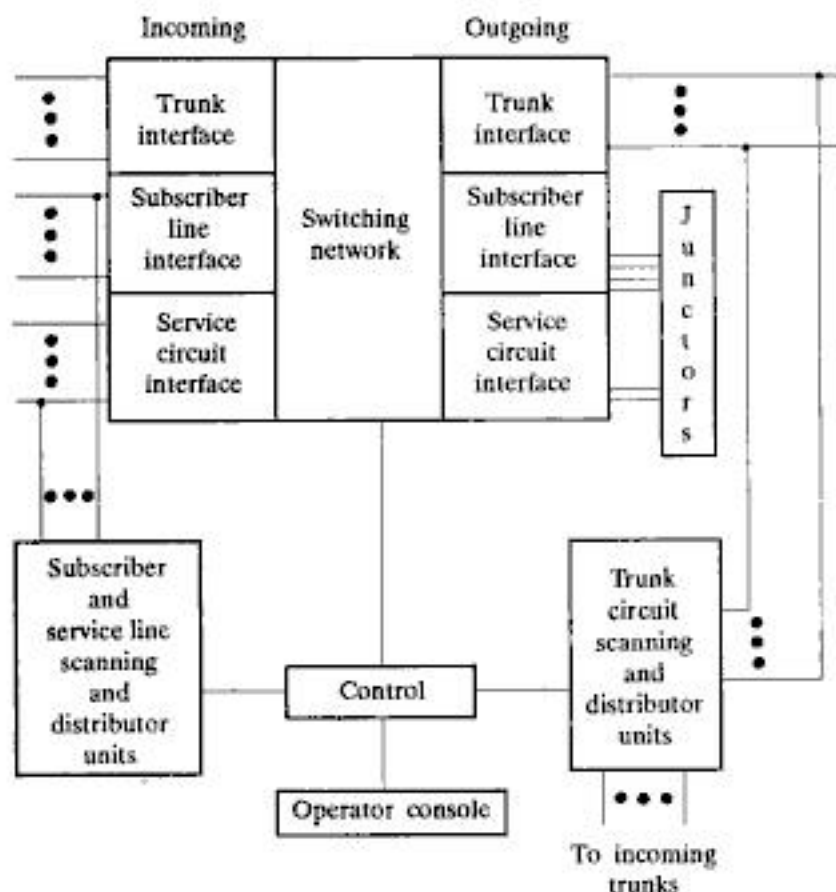 Incoming
Outgoing
Trunk
interface
Subscriber
line
interface
Service
circuit
interface
Switching
network
Trunk
interface
Subscriber
line
interface
Service
circuit
interface
J
u
n
c
t
o
r
s
Subscriber
and
service line
scanning
and
distributor
units
Control
Operator console
Trunk
circuit
scanning
and
distributor
units
To incoming
trunks